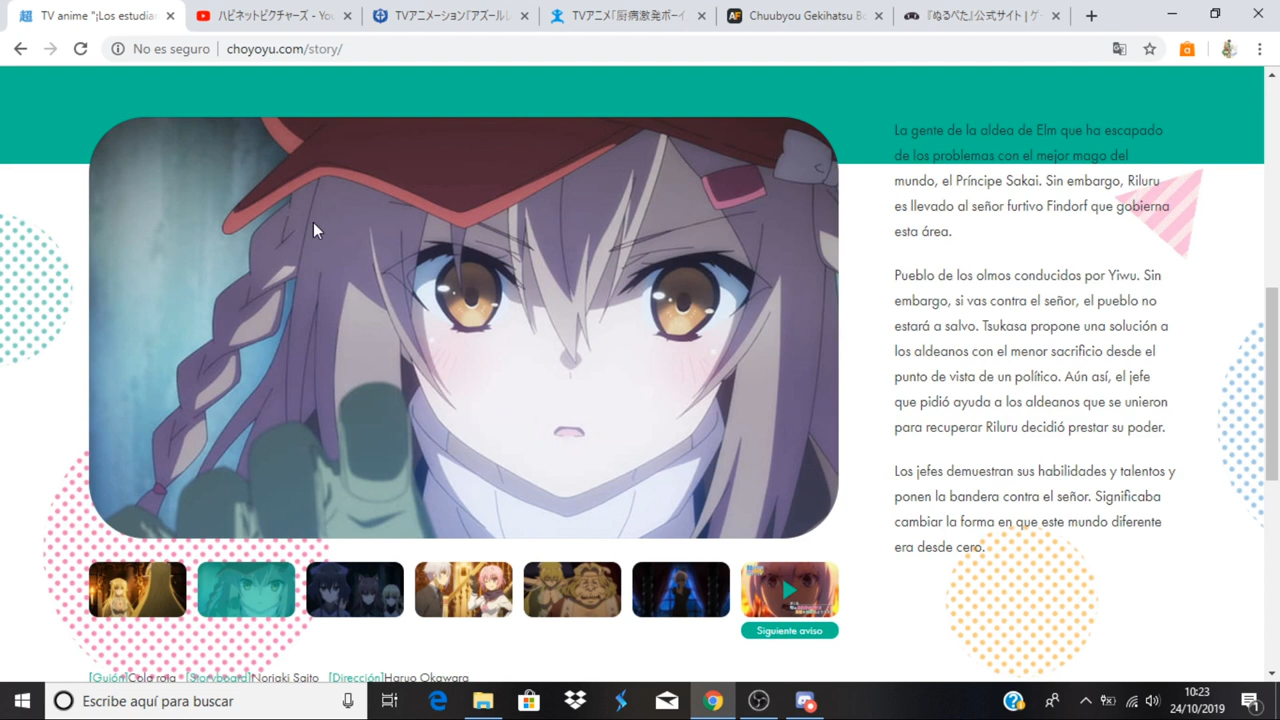 TV anime "¡Los estudia
ハピネットピクチャーズ - You
TVアニメーション『アズールレ
TVアニメ「厨病激発ボーイ
Chuubyou Gekihatsu Bo
『ぬるぺた』公式サイト | ゲー
No es seguro
choyoyu.com/story/
La gente de la aldea de Elm que ha escapado
de los problemas con el mejor mago del
mundo, el Príncipe Sakai. Sin embargo, Riluru
es llevado al señor furtivo Findorf que gobierna
esta área.
Pueblo de los olmos conducidos por Yiwu. Sin
embargo, si vas contra el señor, el pueblo no
estará a salvo. Tsukasa propone una solución a
los aldeanos con el menor sacrificio desde el
punto de vista de un político. Aún así, el jefe
que pidió ayuda a los aldeanos que se unieron
para recuperar Riluru decidió prestar su poder.
Los jefes demuestran sus habilidades y talentos y
ponen la bandera contra el señor. Significaba
cambiar la forma en que este mundo diferente
era desde cero.
Siguiente aviso
[Guión]Cola roja [Storyboard]Noriaki Saito [Dirección]Haruo Okawara
Escribe aquí para buscar
10:23
24/10/2019